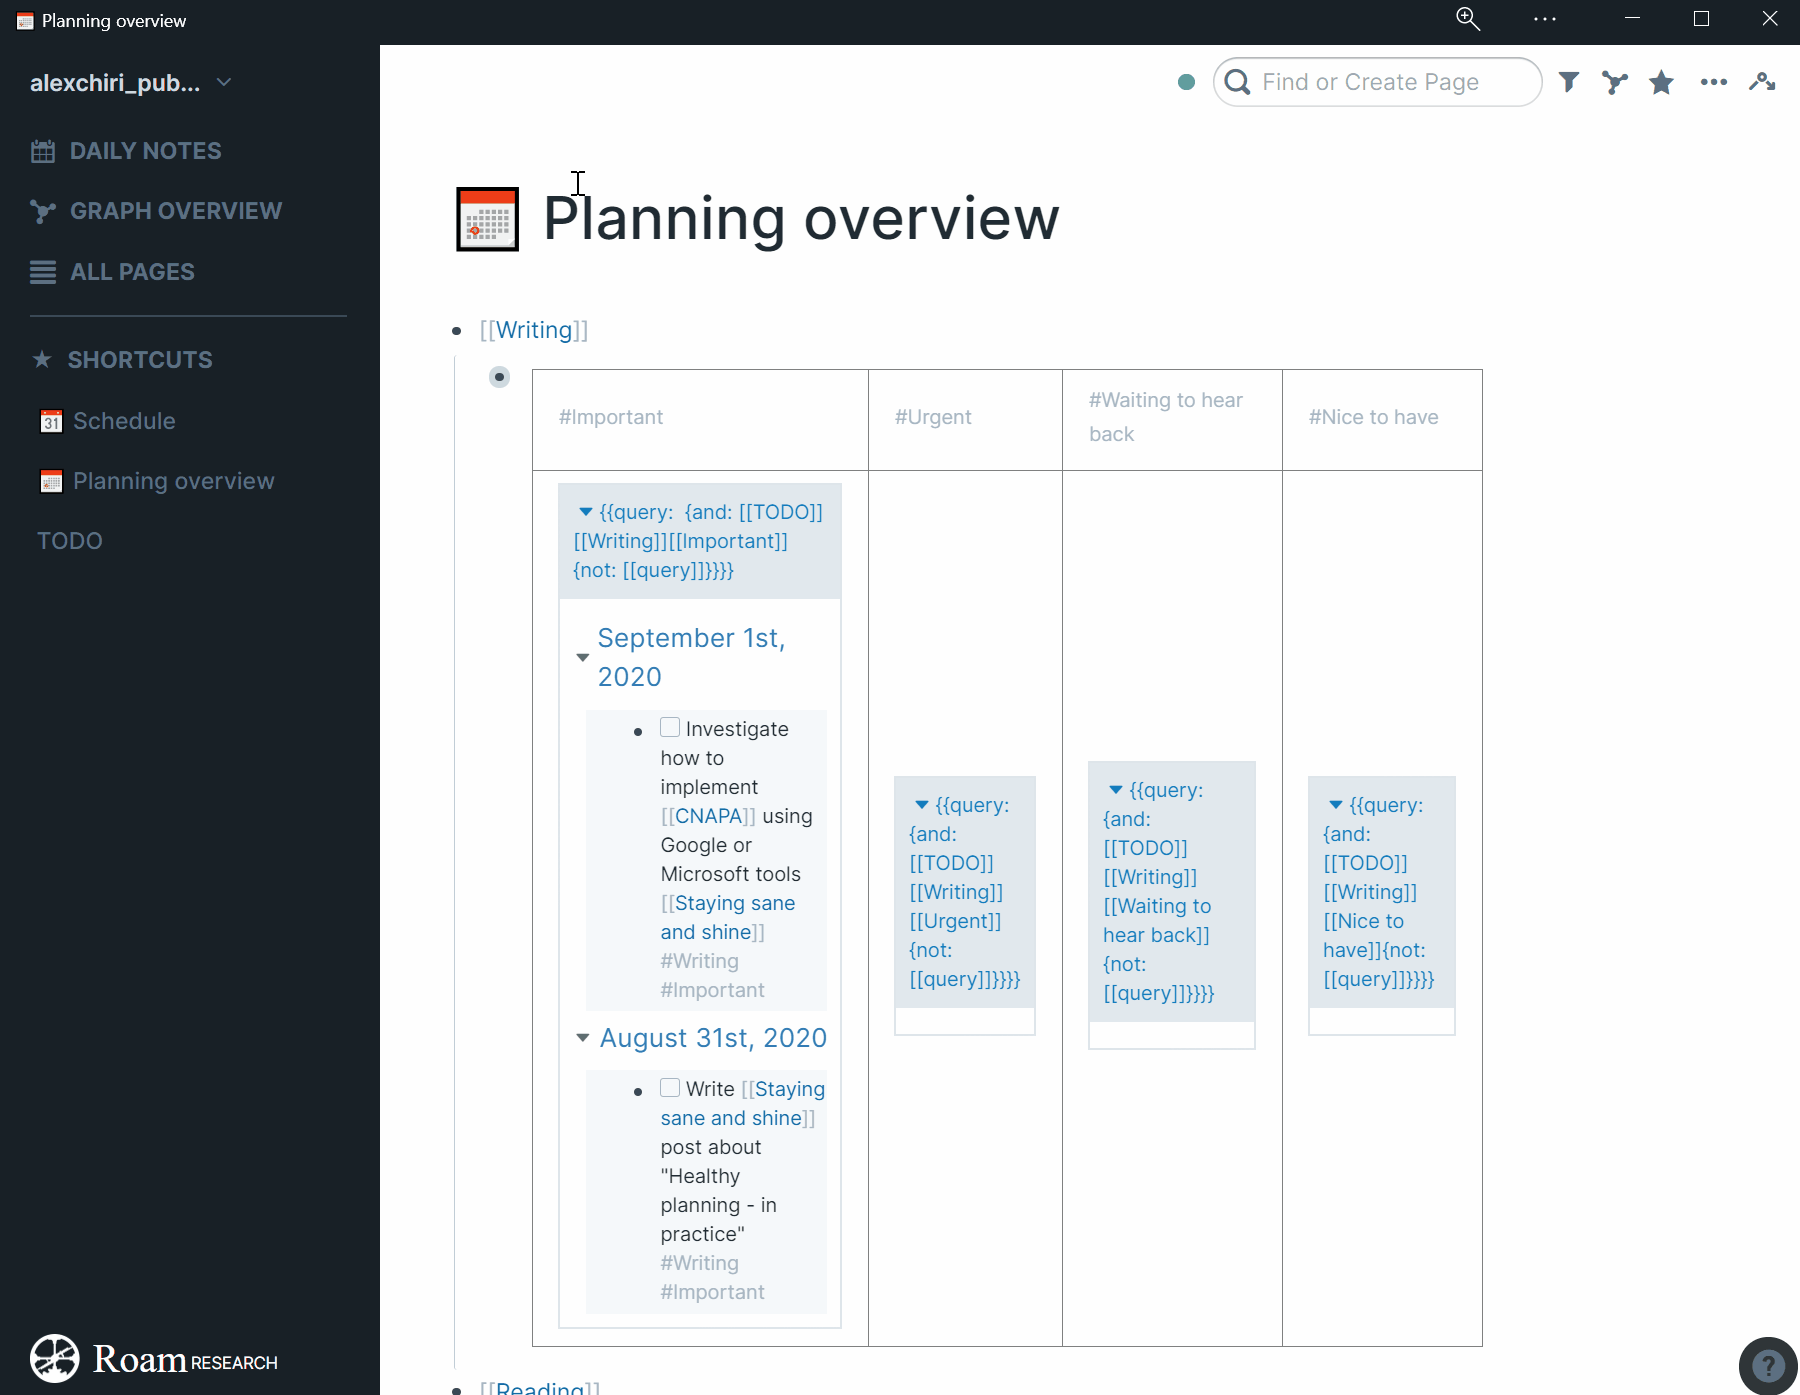 Planning overview
alexchiri_pub...
DAILY NOTES
GRAPH OVERVIEW
ALL PAGES
SHORTCUTS
31 Schedule
Planning overview
TODO
Roam RESEARCH
Find or Create Page
Planning overview
[[Writing]]
#Important
#Urgent
#Waiting to hear
back
#Nice to have
{{query: {and: [[TODO]]
[[Writing]][[Important]]
{not: [[query]]}}}}
September 1st,
2020
Investigate
how to
implement
[[CNAPA]] using
Google or
Microsoft tools
[[Staying sane
and shine]]
#Writing
#Important
August 31st, 2020
Write [[Staying
sane and shine]]
post about
"Healthy
planning - in
practice"
#Writing
#Important
{{query:
{and:
[[TODO]]
[[Writing]]
[[Urgent]]
{not:
[[query]]}}}}
{{query:
{and:
[[TODO]]
[[Writing]]
[[Waiting to
hear back]]
{not:
[[query]]}}}}
{{query:
{and:
[[TODO]]
[[Writing]]
[[Nice to
have]]{not:
[[query]]}}}}
[[Reading]]
?